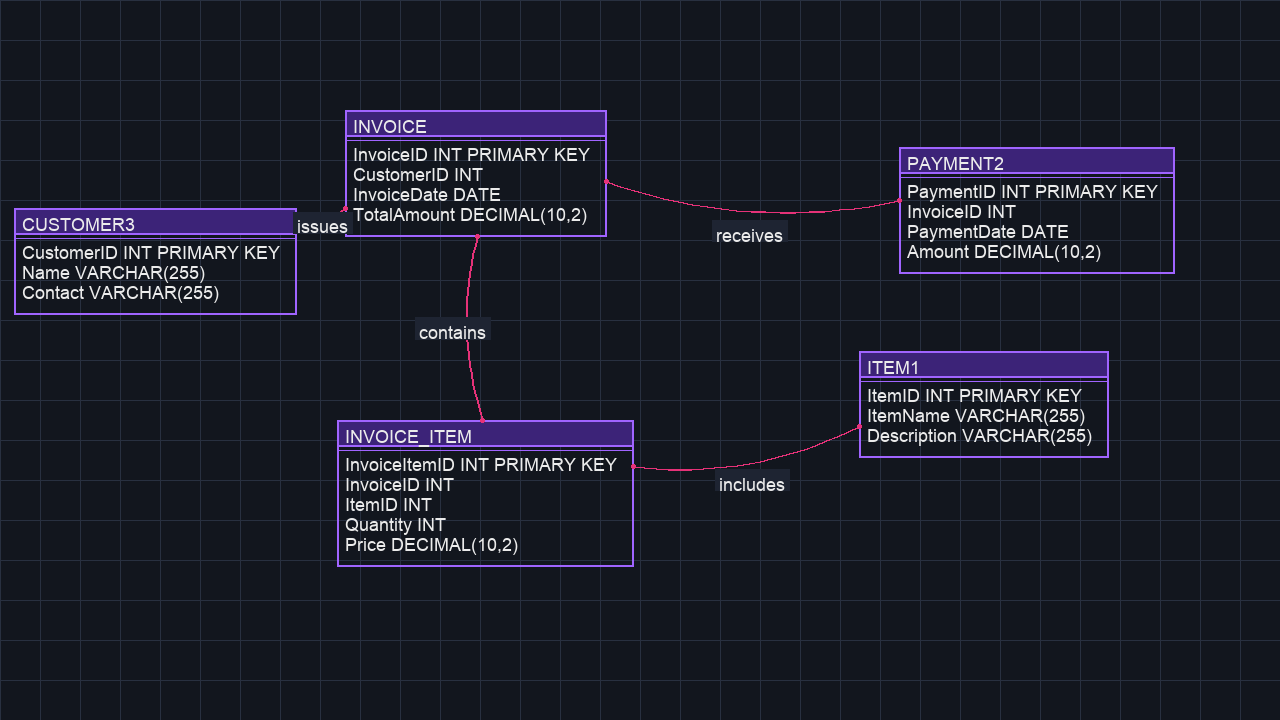 INVOICE
InvoiceID INT PRIMARY KEY
CustomerID INT
InvoiceDate DATE
TotalAmount DECIMAL(10,2)
PAYMENT2
PaymentID INT PRIMARY KEY
InvoiceID INT
PaymentDate DATE
Amount DECIMAL(10,2)
CUSTOMER3
CustomerID INT PRIMARY KEY
Name VARCHAR(255)
Contact VARCHAR(255)
issues
receives
contains
ITEM1
ItemID INT PRIMARY KEY
ItemName VARCHAR(255)
Description VARCHAR(255)
INVOICE_ITEM
InvoiceItemID INT PRIMARY KEY
InvoiceID INT
ItemID INT
Quantity INT
Price DECIMAL(10,2)
includes